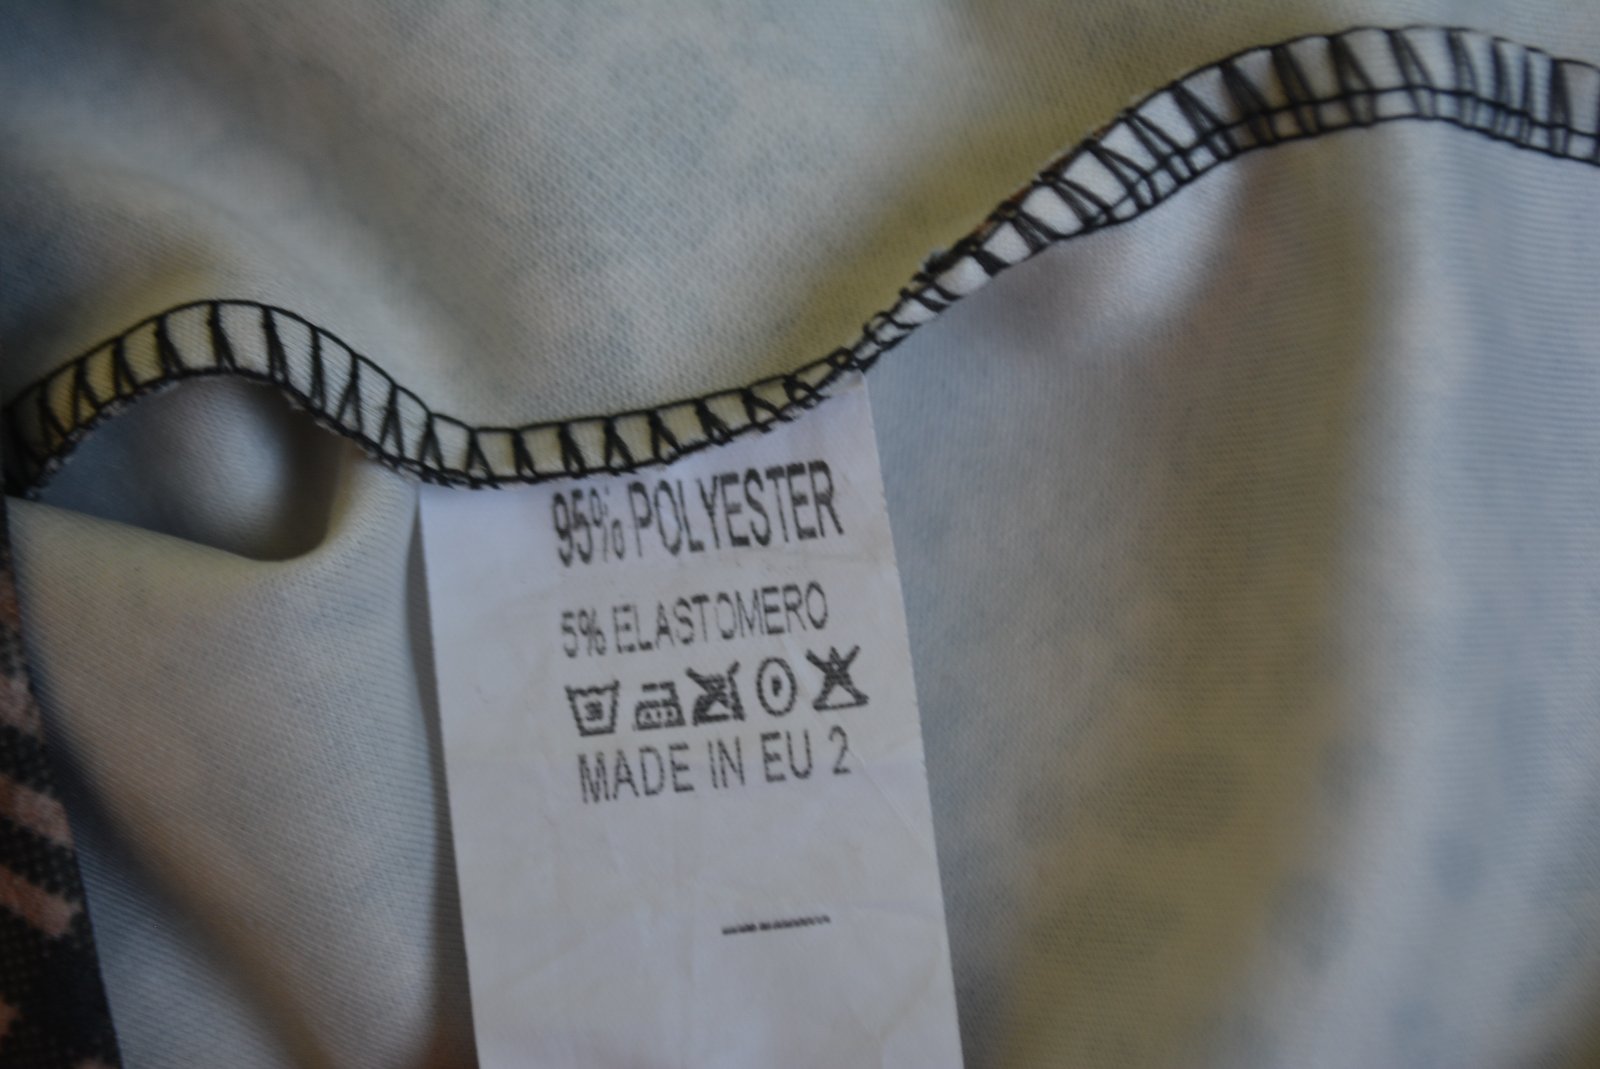 95% POLYESTER
5% ELASTOMERO
MADE IN EU 2